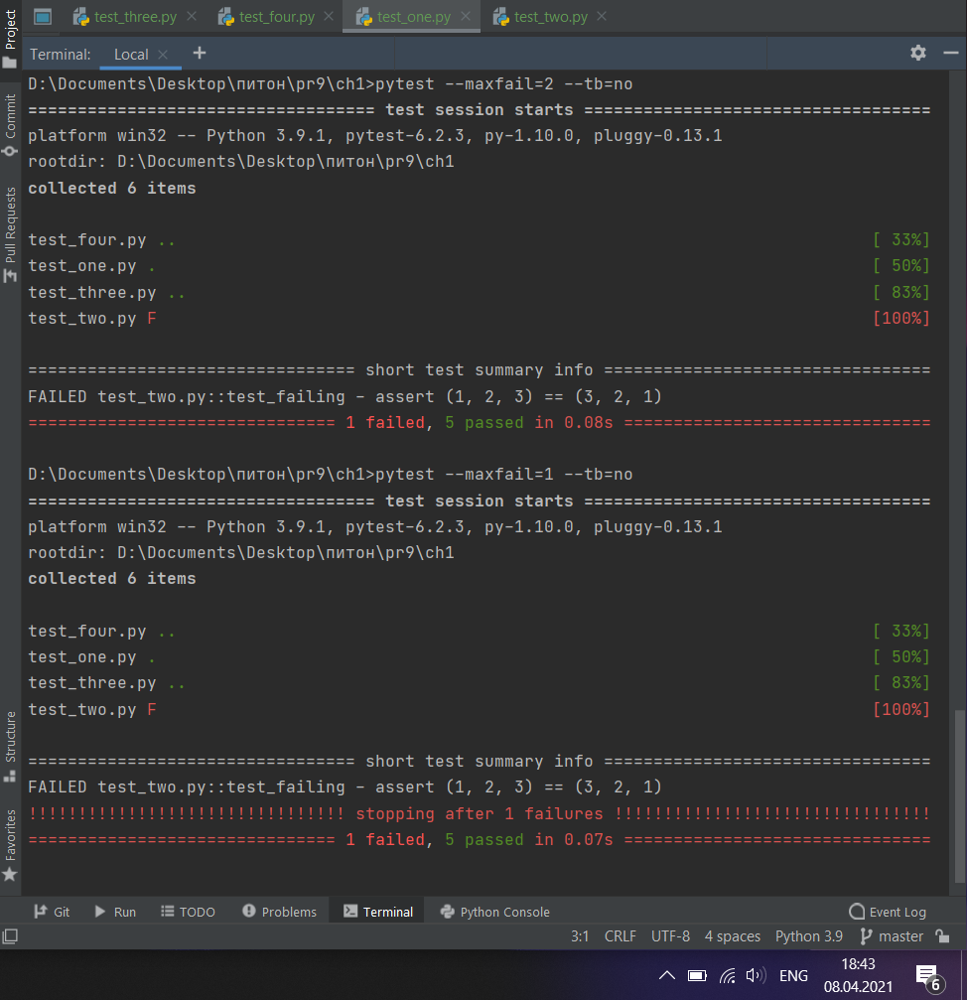 Project
test_three.py
test_four.py
test_one.py
test_two.py
Terminal: Local +
Commit
Pull Requests
Structure
Favorites
D:\Documents\Desktop\питон\pr9\ch1>pytest --maxfail=2 --tb=no
=================================== test session starts ===================================
platform win32 -- Python 3.9.1, pytest-6.2.3, py-1.10.0, pluggy-0.13.1
rootdir: D:\Documents\Desktop\питон\pr9\ch1
collected 6 items
test_four.py .. [ 33%]
test_one.py . [ 50%]
test_three.py .. [ 83%]
test_two.py F [100%]
================================= short test summary info =================================
FAILED test_two.py::test_failing - assert (1, 2, 3) == (3, 2, 1)
=============================== 1 failed, 5 passed in 0.08s ===============================
D:\Documents\Desktop\питон\pr9\ch1>pytest --maxfail=1 --tb=no
=================================== test session starts ===================================
platform win32 -- Python 3.9.1, pytest-6.2.3, py-1.10.0, pluggy-0.13.1
rootdir: D:\Documents\Desktop\питон\pr9\ch1
collected 6 items
test_four.py .. [ 33%]
test_one.py . [ 50%]
test_three.py .. [ 83%]
test_two.py F [100%]
================================= short test summary info =================================
FAILED test_two.py::test_failing - assert (1, 2, 3) == (3, 2, 1)
!!!!!!!!!!!!!!!!!!!!!!!!!!!!!!!! stopping after 1 failures !!!!!!!!!!!!!!!!!!!!!!!!!!!!!!!!
=============================== 1 failed, 5 passed in 0.07s ===============================
Git Run TODO Problems Terminal Python Console Event Log
3:1 CRLF UTF-8 4 spaces Python 3.9 master
ENG
18:43
08.04.2021
6